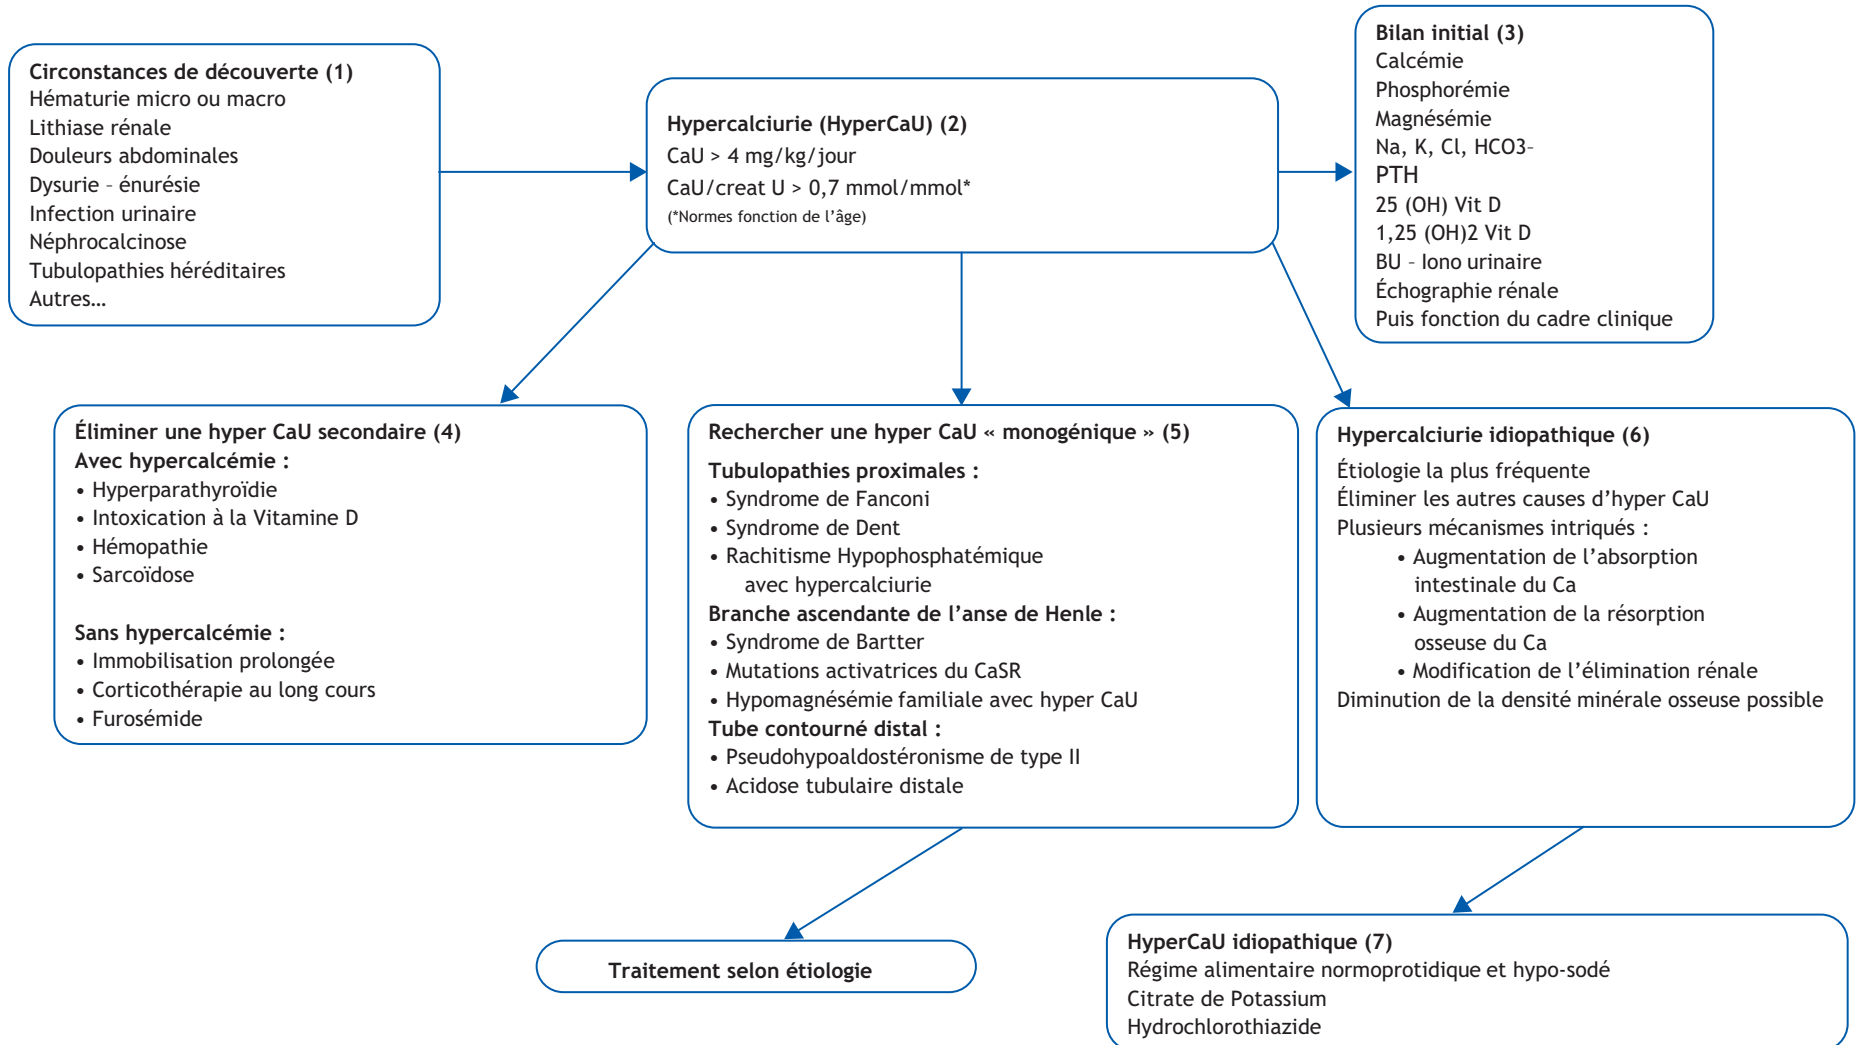 Circonstances de découverte (1)
Hématurie micro ou macro
Lithiase rénale
Douleurs abdominales
Dysurie – énurésie
Infection urinaire
Néphrocalcinose
Tubulopathies héréditaires
Autres…
Hypercalciurie (HyperCaU) (2)
CaU > 4 mg/kg/jour
CaU/creat U > 0,7 mmol/mmol*
(*Normes fonction de l’âge)
Bilan initial (3)
Calcémie
Phosphorémie
Magnésémie
Na, K, Cl, HCO3–
PTH
25 (OH) Vit D
1,25 (OH)2 Vit D
BU – Iono urinaire
Échographie rénale
Puis fonction du cadre clinique
Éliminer une hyper CaU secondaire (4)
Avec hypercalcémie :
• Hyperparathyroïdie
• Intoxication à la Vitamine D
• Hémopathie
• Sarcoïdose
Sans hypercalcémie :
• Immobilisation prolongée
• Corticothérapie au long cours
• Furosémide
Rechercher une hyper CaU « monogénique » (5)
Tubulopathies proximales :
• Syndrome de Fanconi
• Syndrome de Dent
• Rachitisme Hypophosphatémique
avec hypercalciurie
Branche ascendante de l’anse de Henle :
• Syndrome de Bartter
• Mutations activatrices du CaSR
• Hypomagnésémie familiale avec hyper CaU
Tube contourné distal :
• Pseudohypoaldostéronisme de type II
• Acidose tubulaire distale
Hypercalciurie idiopathique (6)
Étiologie la plus fréquente
Éliminer les autres causes d’hyper CaU
Plusieurs mécanismes intriqués :
• Augmentation de l’absorption
intestinale du Ca
• Augmentation de la résorption
osseuse du Ca
• Modification de l’élimination rénale
Diminution de la densité minérale osseuse possible
Traitement selon étiologie
HyperCaU idiopathique (7)
Régime alimentaire normoprotidique et hypo-sodé
Citrate de Potassium
Hydrochlorothiazide